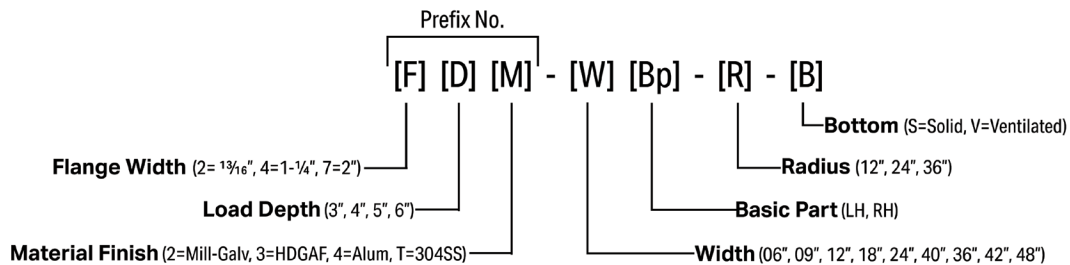 Prefix No.
[F] [D] [M] - [W] [Bp] - [R] - [B]
Bottom (S=Solid, V=Ventilated)
Flange Width (2= 13/16", 4=1-1/4", 7=2")
Radius (12", 24", 36")
Load Depth (3", 4", 5", 6")
Basic Part (LH, RH)
Material Finish (2=Mill-Galv, 3=HDGAF, 4=Alum, T=304SS)
Width (06", 09", 12", 18", 24", 40", 36", 42", 48")